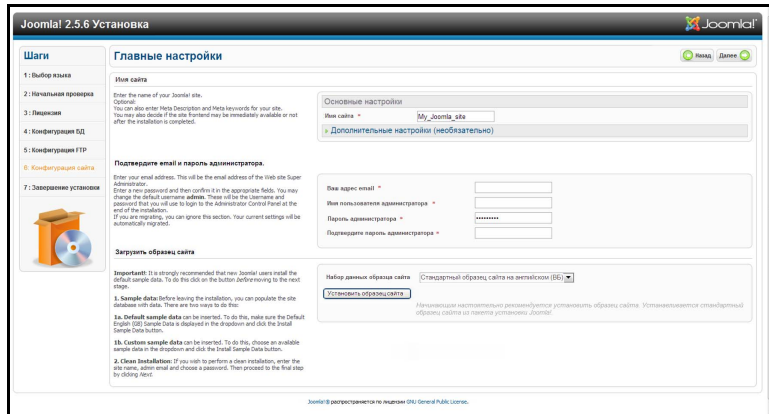 Joomla! 2.5.6 Установка
Joomla!
Шаги
1 : Выбор языка
2 : Начальная проверка
3 : Лицензия
4 : Конфигурация БД
5 : Конфигурация FTP
6: Конфигурация сайта
7 : Завершение установки
Главные настройки
Назад
Далее
Имя сайта
Enter the name of your Joomla! site.
Optional:
You can also enter Meta Description and Meta keywords for your site.
You may also decide if the site frontend may be immediately available or not
after the installation is completed.
Основные настройки
Имя сайта *
My_Joomla_site
Дополнительные настройки (необязательно)
Подтвердите email и пароль администратора.
Enter your email address. This will be the email address of the Web site Super
Administrator.
Enter a new password and then confirm it in the appropriate fields. You may
change the default username admin. These will be the Username and
password that you will use to login to the Administrator Control Panel at the
end of the installation.
If you are migrating, you can ignore this section. Your current settings will be
automatically migrated.
Ваш адрес email *
Имя пользователя администратора *
Пароль администратора *
Подтвердите пароль администратора *
Загрузить образец сайта
Important!: It is strongly recommended that new Joomla! users install the
default sample data. To do this click on the button before moving to the next
stage.
1. Sample data: Before leaving the installation, you can populate the site
database with data. There are two ways to do this:
1a. Default sample data can be inserted. To do this, make sure the Default
English (GB) Sample Data is displayed in the dropdown and click the Install
Sample Data button.
1b. Custom sample data can be inserted. To do this, choose an available
sample data in the dropdown and click the Install Sample Data button.
2. Clean Installation: If you wish to perform a clean installation, enter the
site name, admin email and choose a password. Then proceed to the final step
by clicking Next.
Набор данных образца сайта
Стандартный образец сайта на английском (ВБ)
Установить образец сайта
Начинающим настоятельно рекомендуется установить образец сайта. Устанавливается стандартный
образец сайта из пакета установки Joomla!
Joomla!® распространяется по лицензии GNU General Public License.